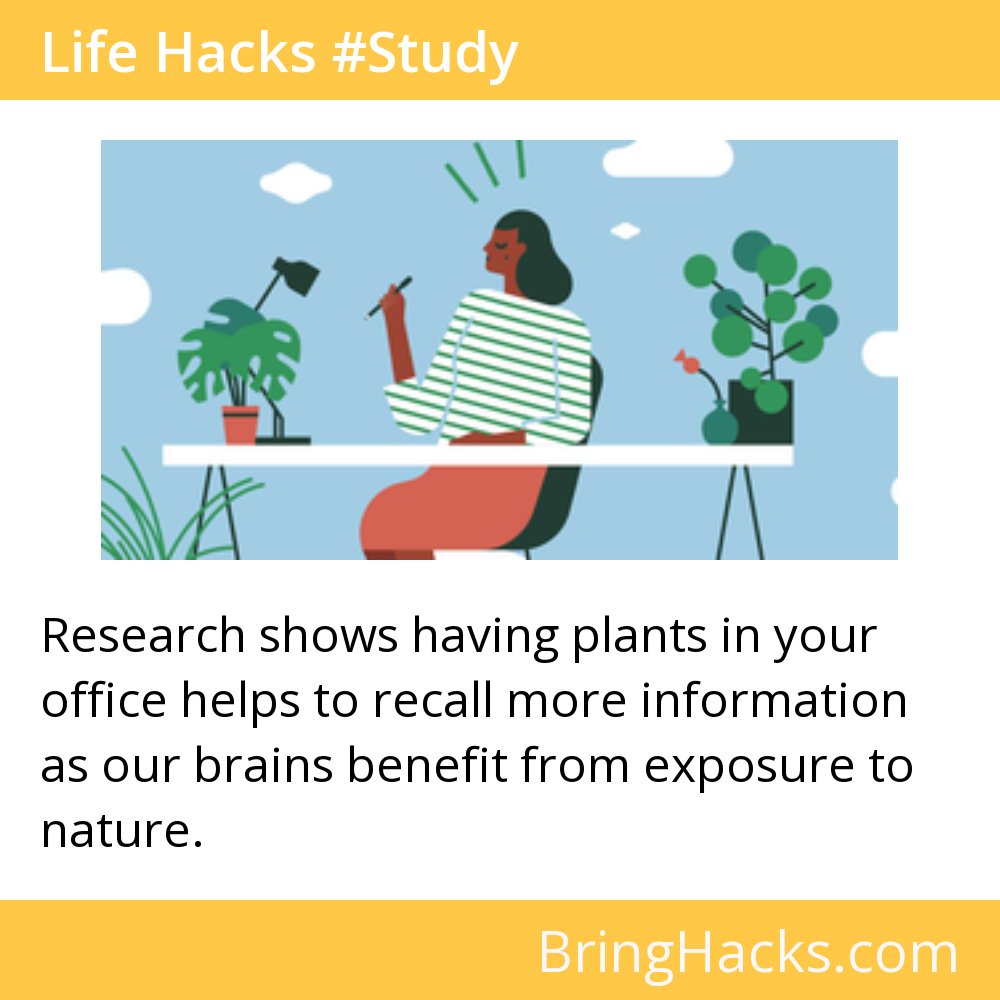 Life Hacks #Study
Research shows having plants in your
office helps to recall more information
as our brains benefit from exposure to
nature.
BringHacks.com